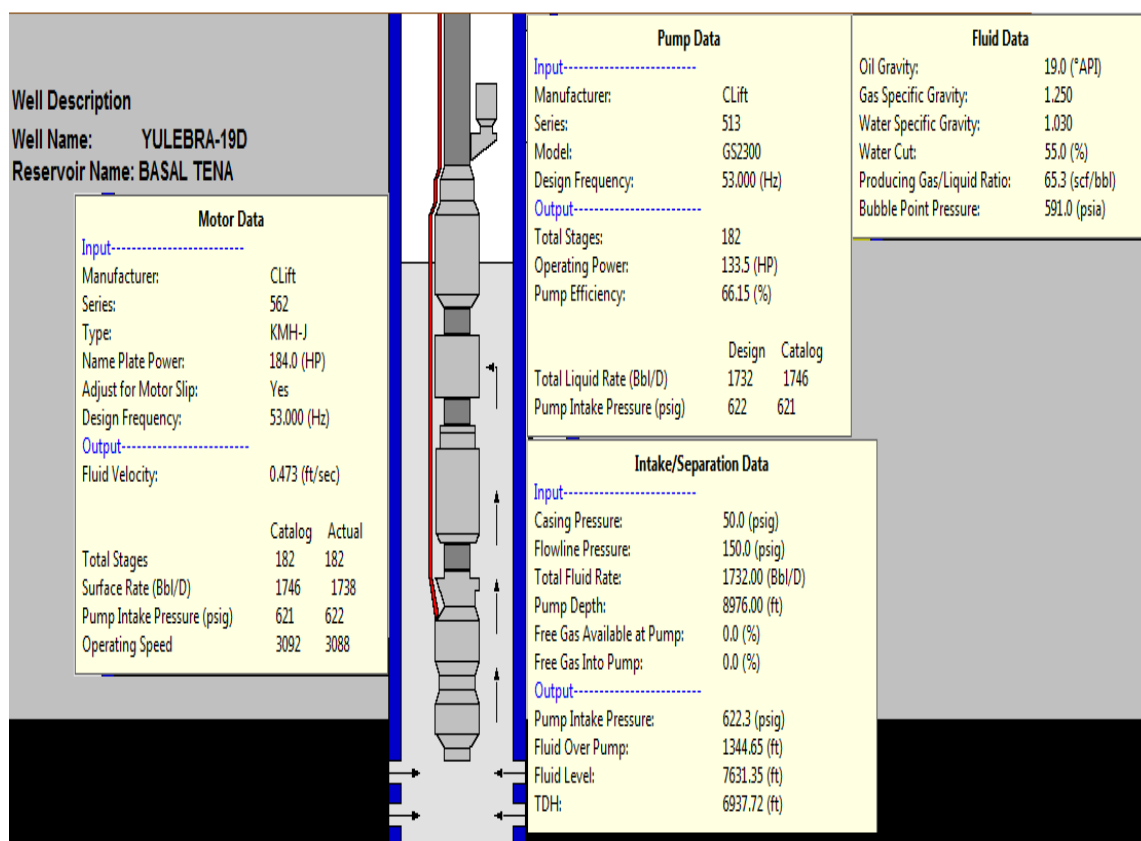 Well Description
Well Name: YULEBRA-19D
Reservoir Name: BASAL TENA
Motor Data
Input--------------------------
Manufacturer: CLift
Series: 562
Type: KMH-J
Name Plate Power: 184.0 (HP)
Adjust for Motor Slip: Yes
Design Frequency: 53.000 (Hz)
Output-------------------------
Fluid Velocity: 0.473 (ft/sec)
Catalog Actual
Total Stages 182 182
Surface Rate (Bbl/D) 1746 1738
Pump Intake Pressure (psig) 621 622
Operating Speed 3092 3088
Pump Data
Input--------------------------
Manufacturer: CLift
Series: 513
Model: GS2300
Design Frequency: 53.000 (Hz)
Output-------------------------
Total Stages: 182
Operating Power: 133.5 (HP)
Pump Efficiency: 66.15 (%)
Design Catalog
Total Liquid Rate (Bbl/D) 1732 1746
Pump Intake Pressure (psig) 622 621
Fluid Data
Oil Gravity: 19.0 (°API)
Gas Specific Gravity: 1.250
Water Specific Gravity: 1.030
Water Cut: 55.0 (%)
Producing Gas/Liquid Ratio: 65.3 (scf/bbl)
Bubble Point Pressure: 591.0 (psia)
Intake/Separation Data
Input--------------------------
Casing Pressure: 50.0 (psig)
Flowline Pressure: 150.0 (psig)
Total Fluid Rate: 1732.00 (Bbl/D)
Pump Depth: 8976.00 (ft)
Free Gas Available at Pump: 0.0 (%)
Free Gas Into Pump: 0.0 (%)
Output-------------------------
Pump Intake Pressure: 622.3 (psig)
Fluid Over Pump: 1344.65 (ft)
Fluid Level: 7631.35 (ft)
TDH: 6937.72 (ft)